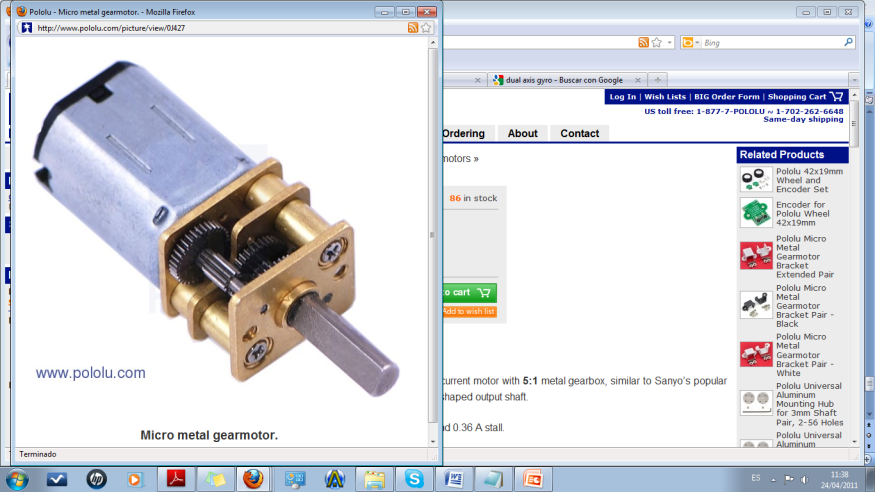 Pololu - Micro metal gearmotor. - Mozilla Firefox
http://www.pololu.com/picture/view/0J427
www.pololu.com
Micro metal gearmotor.
Terminado
Bing
dual axis gyro - Buscar con Google
Log In | Wish Lists | BIG Order Form | Shopping Cart
US toll free: 1-877-7-POLOLU ~ 1-702-262-6648
Same-day shipping
Ordering
About
Contact
motors »
86 in stock
to cart
Add to wish list
current motor with 5:1 metal gearbox, similar to Sanyo's popular
shaped output shaft.
nd 0.36 A stall.
Related Products
Pololu 42x19mm
Wheel and
Encoder Set
Encoder for
Pololu Wheel
42x19mm
Pololu Micro
Metal
Gearmotor
Bracket
Extended Pair
Pololu Micro
Metal
Gearmotor
Bracket Pair -
Black
Pololu Micro
Metal
Gearmotor
Bracket Pair -
White
Pololu Universal
Aluminum
Mounting Hub
for 3mm Shaft
Pair, 2-56 Holes
Pololu Universal
Aluminum
hp
ES
11:38
24/04/2011